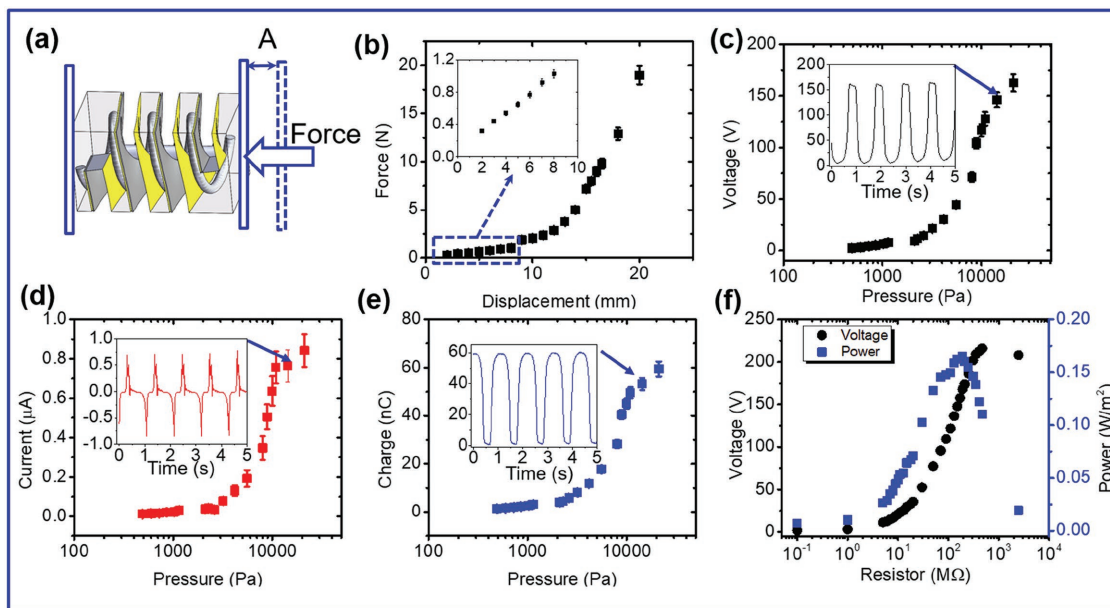 (a)
A
Force
(b)
20
15
10
5
0
Force (N)
1.2
0.8
0.4
0.0
0 2 4 6 8 10
0 10 20
Displacement (mm)
(c)
200
150
100
50
0
Voltage (V)
200
150
100
50
0
0 1 2 3 4 5
Time (s)
100 1000 10000
Pressure (Pa)
(d)
1.0
0.8
0.6
0.4
0.2
0.0
Current (μA)
1.0
0.5
0.0
-0.5
-1.0
0 1 2 3 4 5
Time (s)
100 1000 10000
Pressure (Pa)
(e)
80
60
40
20
0
Charge (nC)
60
40
20
0
0 1 2 3 4 5
Time (s)
100 1000 10000
Pressure (Pa)
(f)
250
200
150
100
50
0
Voltage (V)
Voltage
Power
0.20
0.15
0.10
0.05
0.00
Power (W/m²)
10⁻¹ 10⁰ 10¹ 10² 10³ 10⁴
Resistor (MΩ)